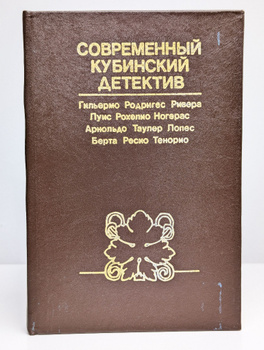 СОВРЕМЕННЫЙ
КУБИНСКИЙ
ДЕТЕКТИВ
Гильермо Родригес Ривера
Луис Рохелио Ногерас
Арнольдо Таулер Лопес
Берта Ресио Тенорио